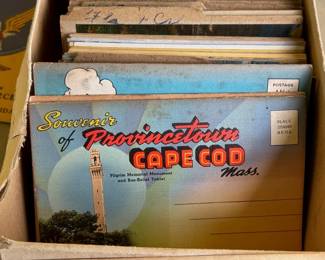 POSTAGE
Souvenir
of Provincetown
CAPE COD
Mass.
Pilgrim Memorial Monument
and Bas-Relief Tablet
PLACE
STAMP
HERE